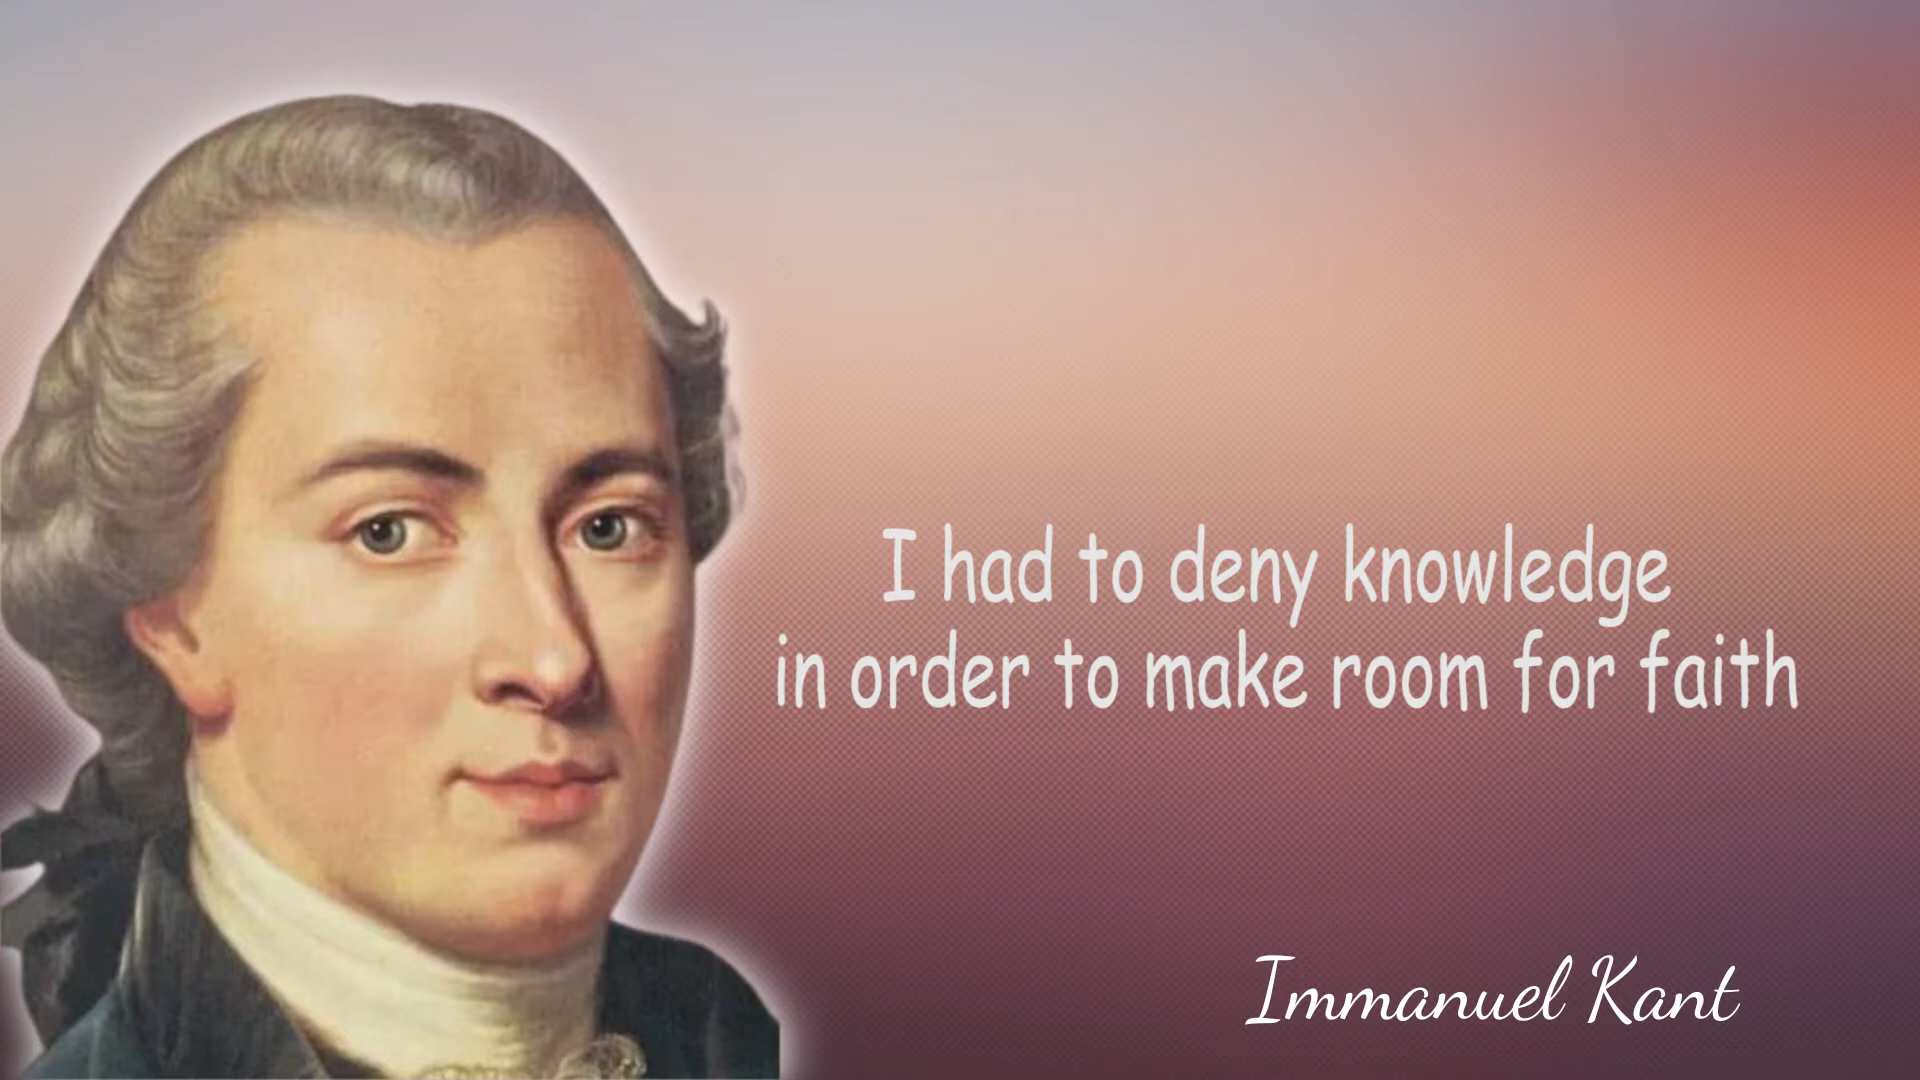 I had to deny knowledge
in order to make room for faith
Immanuel Kant